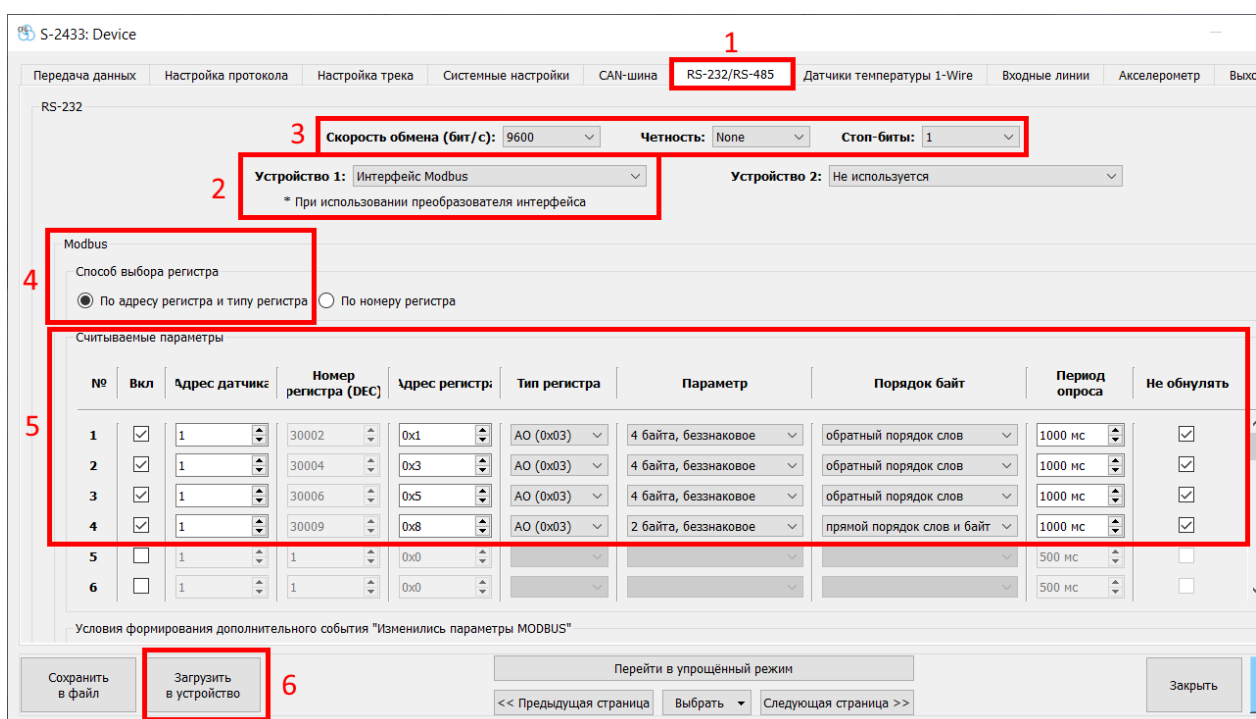 S-2433: Device
1
Передача данных Настройка протокола Настройка трека Системные настройки CAN-шина RS-232/RS-485 Датчики температуры 1-Wire Входные линии Акселерометр Выхо
RS-232
3 Скорость обмена (бит/с): 9600 Четность: None Стоп-биты: 1
2 Устройство 1: Интерфейс Modbus Устройство 2: Не используется
* При использовании преобразователя интерфейса
Modbus
4 Способ выбора регистра
По адресу регистра и типу регистра По номеру регистра
Считываемые параметры
№ Вкл Адрес датчика Номер регистра (DEC) Адрес регистра Тип регистра Параметр Порядок байт Период опроса Не обнулять
5
1 1 30002 0x1 AO (0x03) 4 байта, беззнаковое обратный порядок слов 1000 мс
2 1 30004 0x3 AO (0x03) 4 байта, беззнаковое обратный порядок слов 1000 мс
3 1 30006 0x5 AO (0x03) 4 байта, беззнаковое обратный порядок слов 1000 мс
4 1 30009 0x8 AO (0x03) 2 байта, беззнаковое прямой порядок слов и байт 1000 мс
5 1 1 0x0 500 мс
6 1 1 0x0 500 мс
Условия формирования дополнительного события "Изменились параметры MODBUS"
Сохранить в файл Загрузить в устройство 6 Перейти в упрощённый режим Закрыть
<< Предыдущая страница Выбрать Следующая страница >>